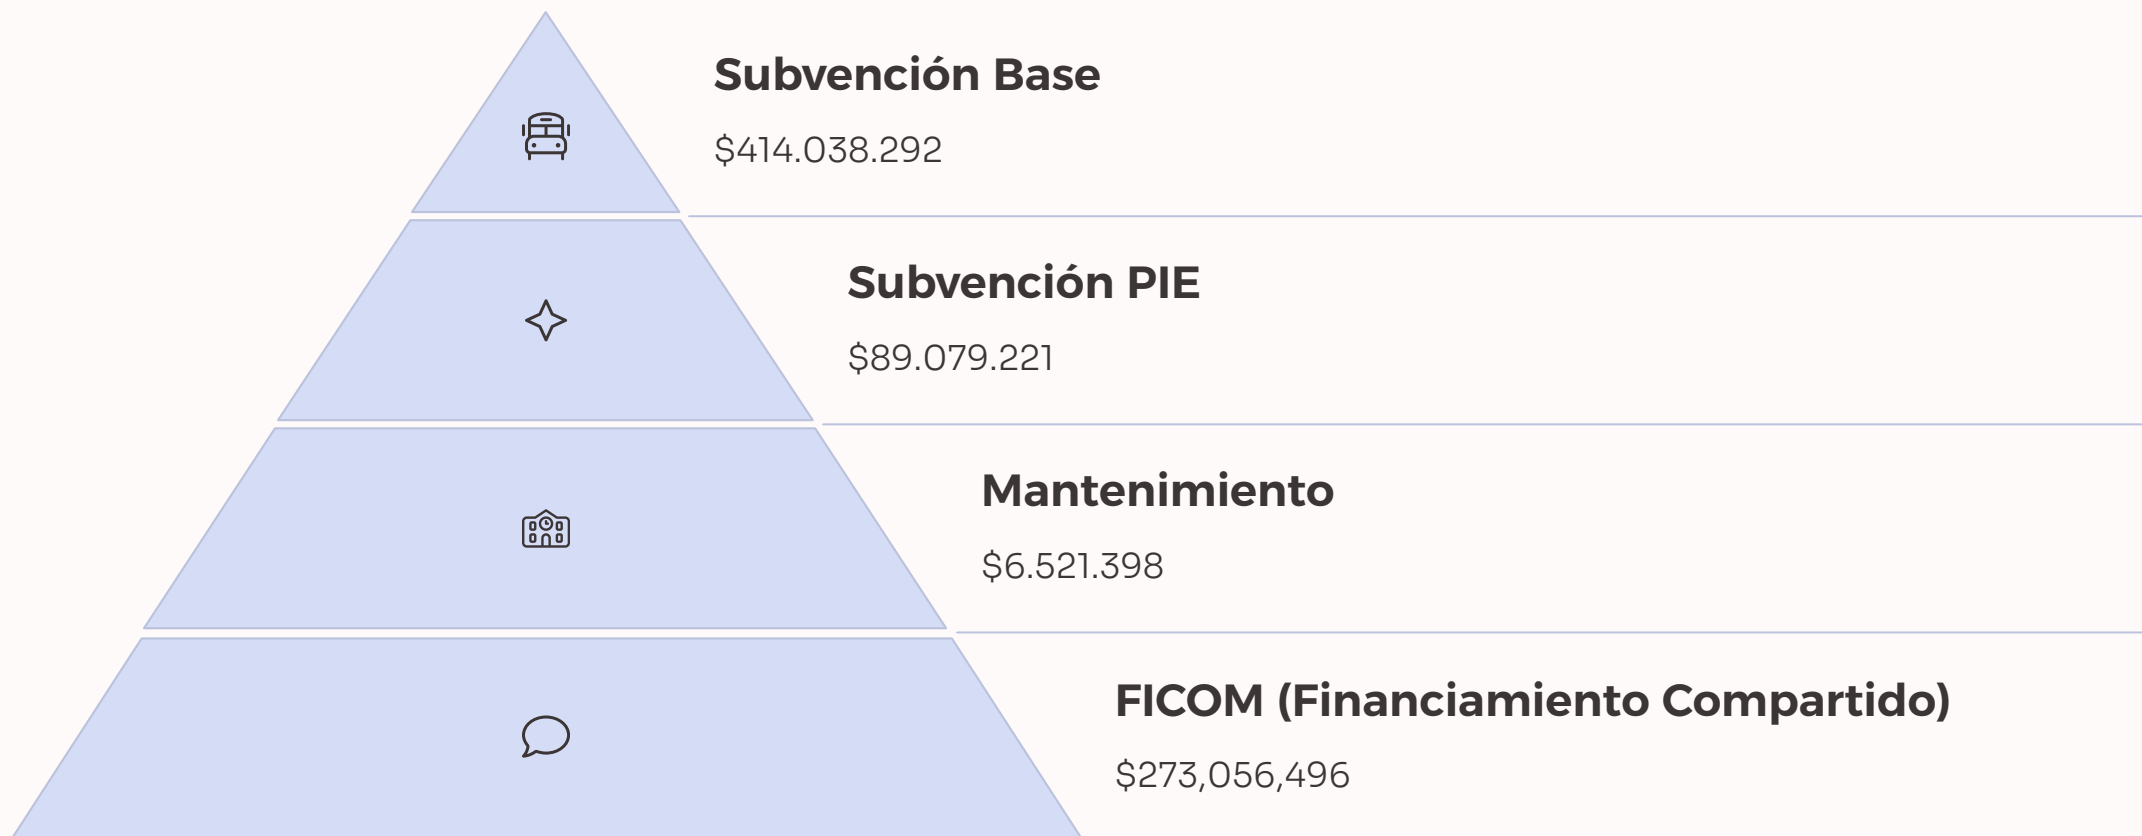 Subvención Base
$414.038.292
Subvención PIE
$89.079.221
Mantenimiento
$6.521.398
FICOM (Financiamiento Compartido)
$273,056,496